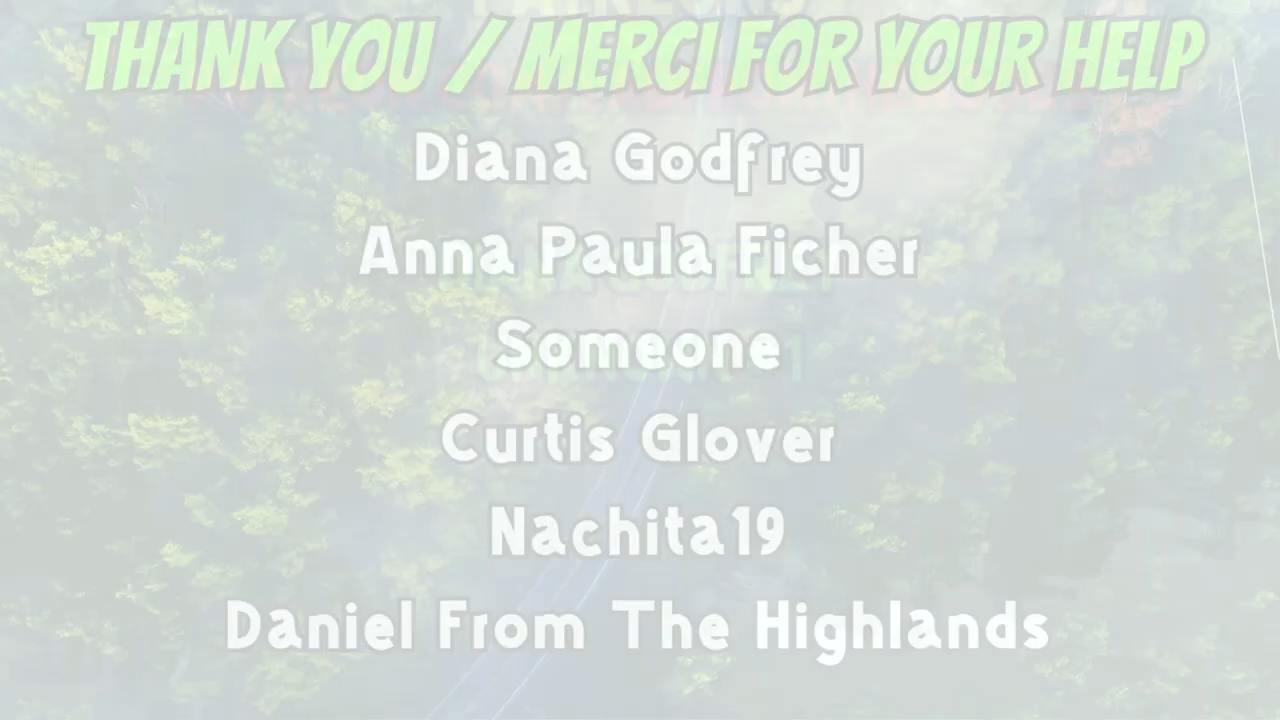 THANK YOU / MERCI FOR YOUR HELP
Diana Godfrey
Anna Paula Ficher
Someone
Curtis Glover
Nachita19
Daniel From The Highlands